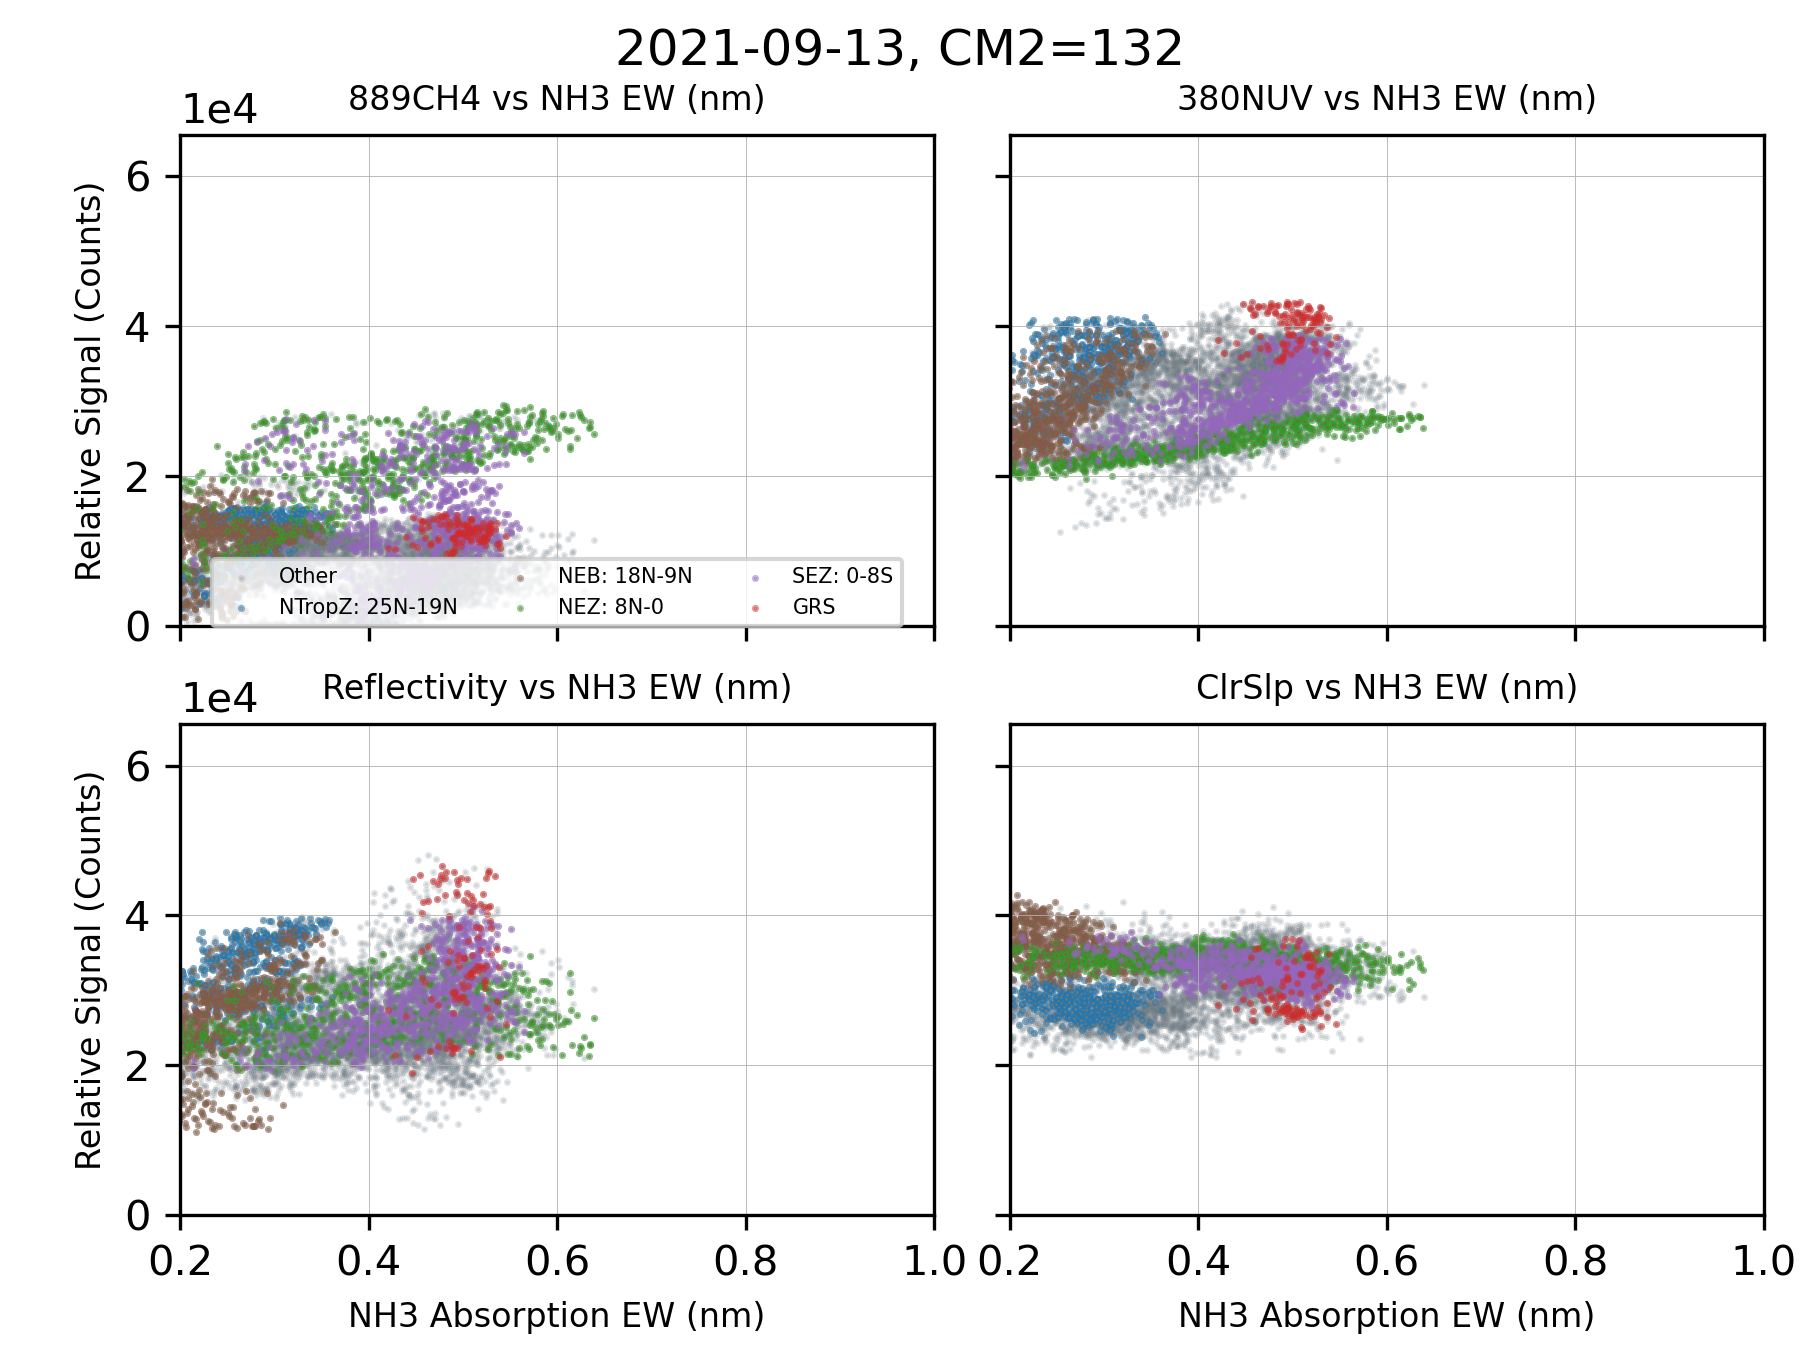 2021-09-13, CM2=132
889CH4 vs NH3 EW (nm)
380NUV vs NH3 EW (nm)
1e4
6
4
2
0
Relative Signal (Counts)
Other
NTropZ: 25N-19N
NEB: 18N-9N
NEZ: 8N-0
SEZ: 0-8S
GRS
Reflectivity vs NH3 EW (nm)
ClrSlp vs NH3 EW (nm)
1e4
6
4
2
0
Relative Signal (Counts)
0.2 0.4 0.6 0.8 1.0
0.2 0.4 0.6 0.8 1.0
NH3 Absorption EW (nm)
NH3 Absorption EW (nm)